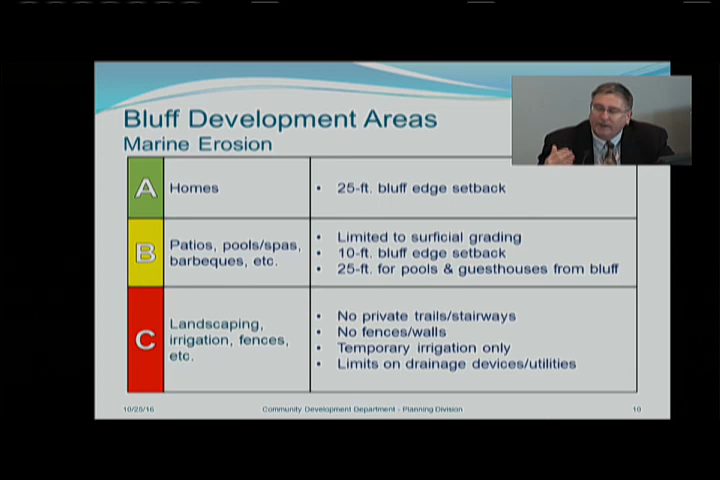 Bluff Development Areas
Marine Erosion
A
Homes
• 25-ft. bluff edge setback
B
Patios, pools/spas,
barbeques, etc.
• Limited to surficial grading
• 10-ft. bluff edge setback
• 25-ft. for pools & guesthouses from bluff
C
Landscaping,
irrigation, fences,
etc.
• No private trails/stairways
• No fences/walls
• Temporary irrigation only
• Limits on drainage devices/utilities
10/25/16
Community Development Department - Planning Division
10